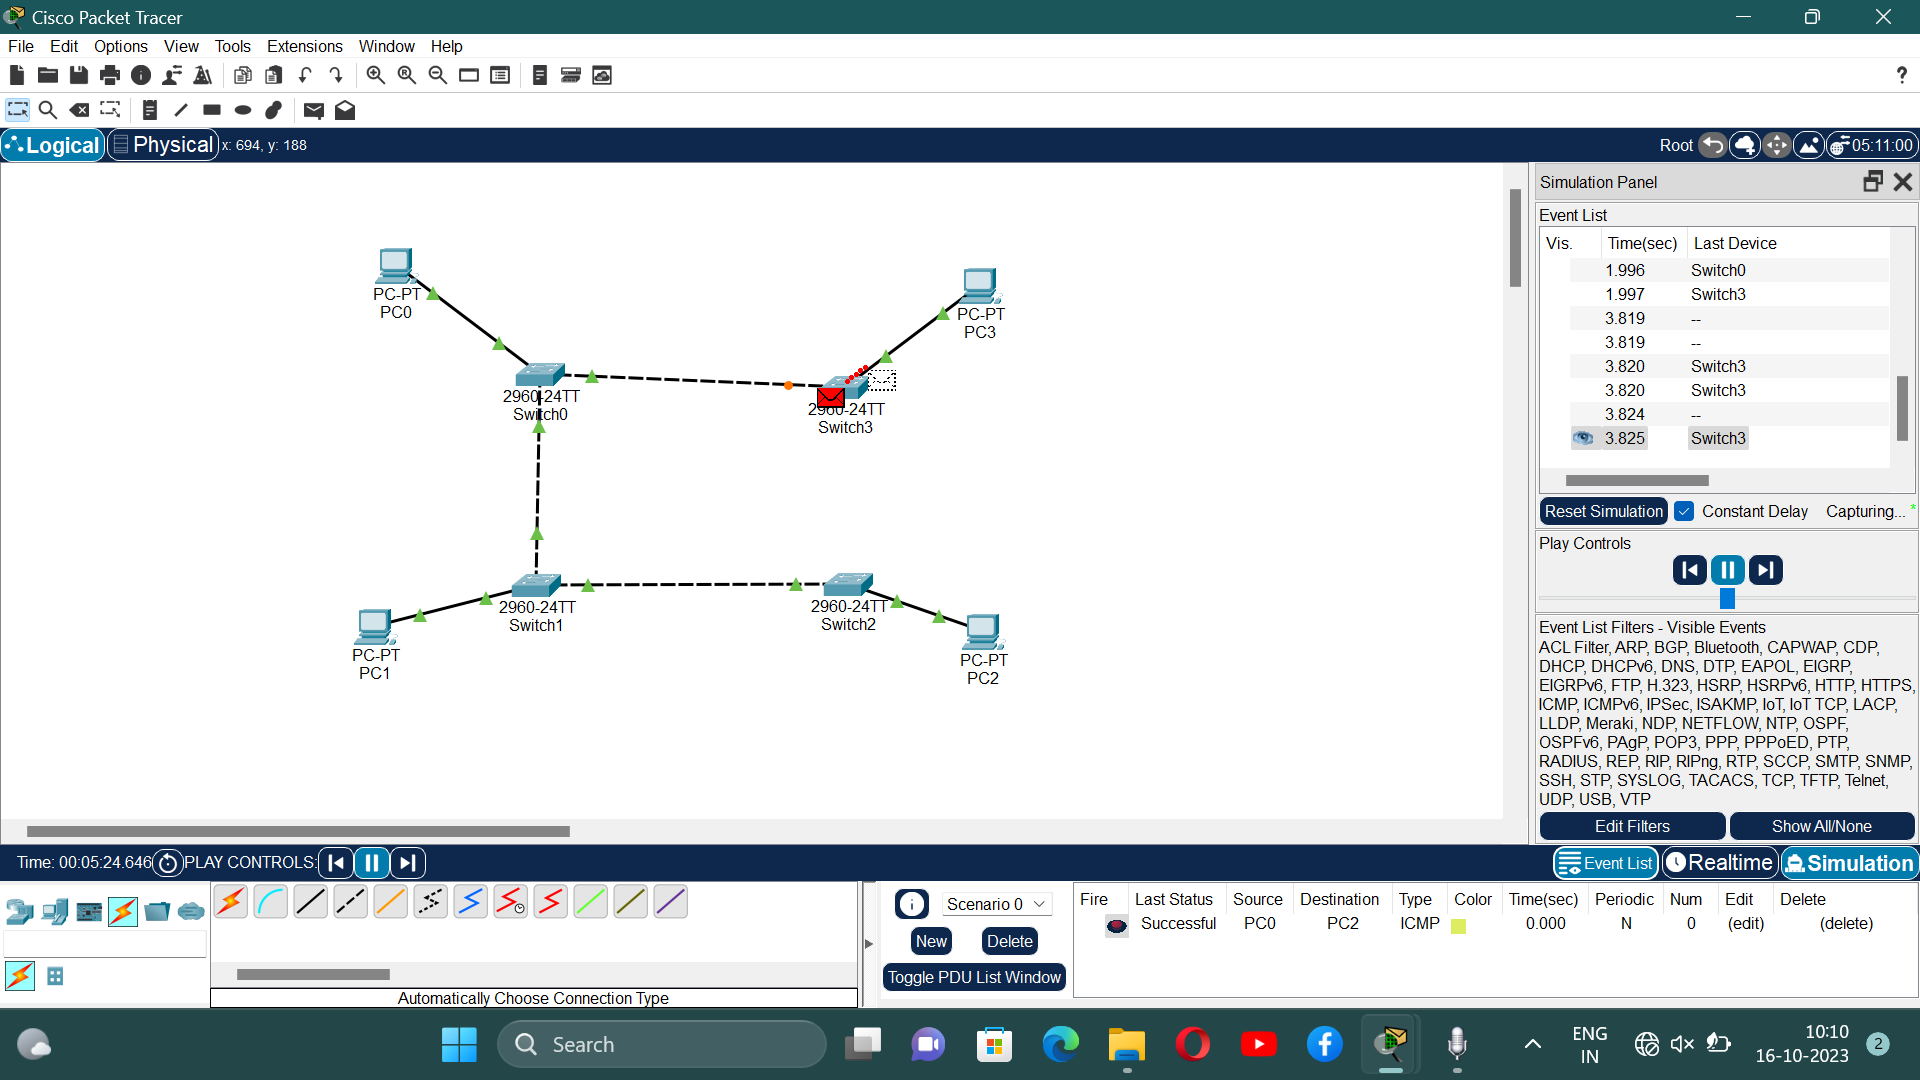 Cisco Packet Tracer
File Edit Options View Tools Extensions Window Help
?
Logical Physical x: 694, y: 188 Root 05:11:00
PC-PT
PC0
PC-PT
PC3
2960-24TT
Switch0
2960-24TT
Switch3
2960-24TT
Switch1
2960-24TT
Switch2
PC-PT
PC1
PC-PT
PC2
Simulation Panel
Event List
Vis. Time(sec) Last Device
1.996 Switch0
1.997 Switch3
3.819 --
3.819 --
3.820 Switch3
3.820 Switch3
3.824 --
3.825 Switch3
Reset Simulation Constant Delay Capturing... *
Play Controls
Event List Filters - Visible Events
ACL Filter, ARP, BGP, Bluetooth, CAPWAP, CDP,
DHCP, DHCPv6, DNS, DTP, EAPOL, EIGRP,
EIGRPv6, FTP, H.323, HSRP, HSRPv6, HTTP, HTTPS,
ICMP, ICMPv6, IPSec, ISAKMP, IoT, IoT TCP, LACP,
LLDP, Meraki, NDP, NETFLOW, NTP, OSPF,
OSPFv6, PAgP, POP3, PPP, PPPoED, PTP,
RADIUS, REP, RIP, RIPng, RTP, SCCP, SMTP, SNMP,
SSH, STP, SYSLOG, TACACS, TCP, TFTP, Telnet,
UDP, USB, VTP
Edit Filters Show All/None
Time: 00:05:24.646 PLAY CONTROLS: Event List Realtime Simulation
Automatically Choose Connection Type
Scenario 0
New Delete
Toggle PDU List Window
Fire Last Status Source Destination Type Color Time(sec) Periodic Num Edit Delete
Successful PC0 PC2 ICMP 0.000 N 0 (edit) (delete)
Search
ENG
IN
10:10
16-10-2023
2